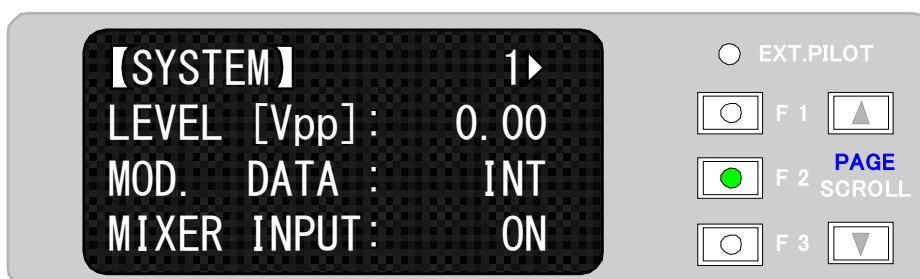 【SYSTEM】 1▶
LEVEL [Vpp]: 0.00
MOD. DATA : INT
MIXER INPUT: ON
EXT.PILOT
F 1
F 2 PAGE
SCROLL
F 3